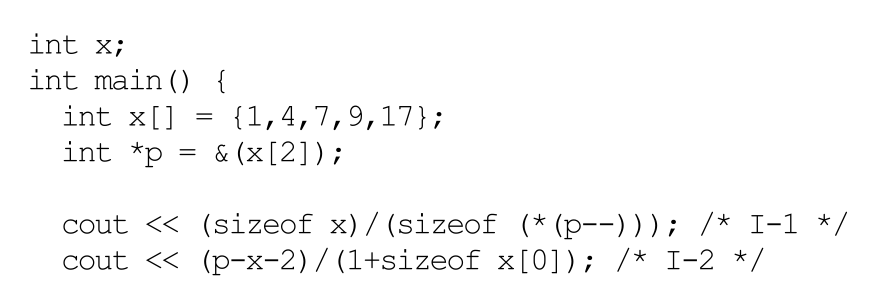 int x;
int main() {
  int x[] = {1,4,7,9,17};
  int *p = &(x[2]);
  cout << (sizeof x)/(sizeof (*(p--))); /* I-1 */
  cout << (p-x-2)/(1+sizeof x[0]); /* I-2 */